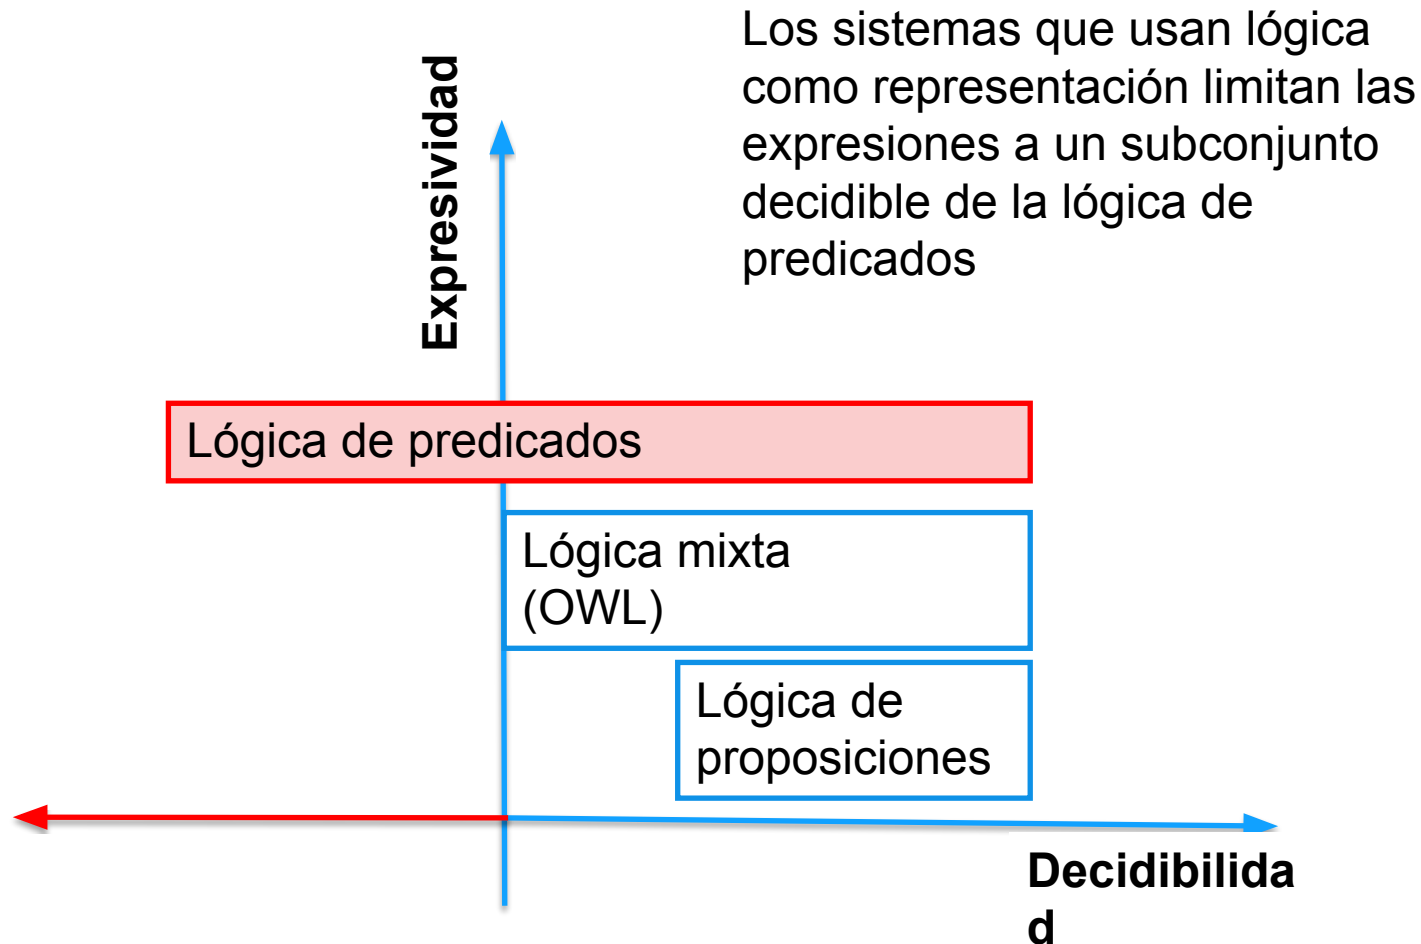 Los sistemas que usan lógica
como representación limitan las
expresiones a un subconjunto
decidible de la lógica de
predicados
Expresividad
Lógica de predicados
Lógica mixta
(OWL)
Lógica de
proposiciones
Decidibilida
d